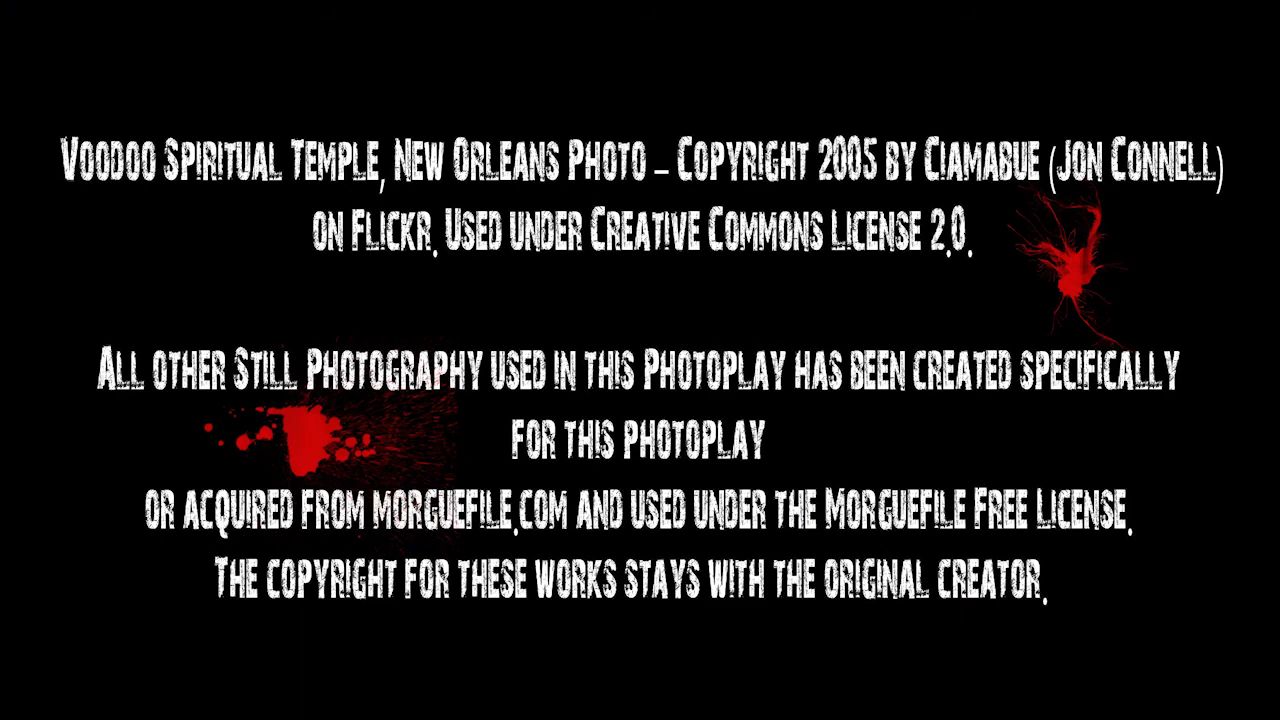 Voodoo Spiritual Temple, New Orleans Photo – Copyright 2005 by Ciamabue (Jon Connell)
on Flickr. Used under Creative Commons License 2.0.
All other Still Photography used in this Photoplay has been created specifically
for this photoplay
or acquired from morguefile.com and used under the Morguefile Free License.
The copyright for these works stays with the original creator.